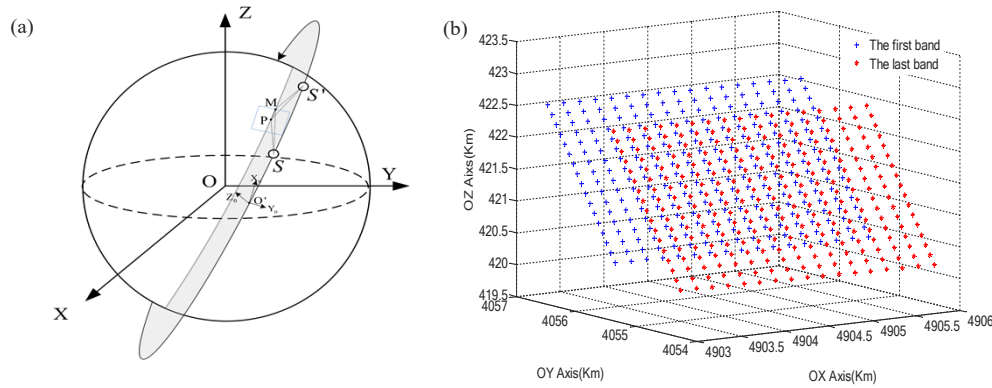 (a)
Z
S'
M
P
S
O
Y
X
Z₀
O'
Y₀
X
(b)
The first band
The last band
OZ Aixs(Km)
423.5
423
422.5
422
421.5
421
420.5
420
419.5
4057
4056
4055
4054
OY Axis(Km)
4903
4903.5
4904
4904.5
4905
4905.5
4906
OX Axis(Km)